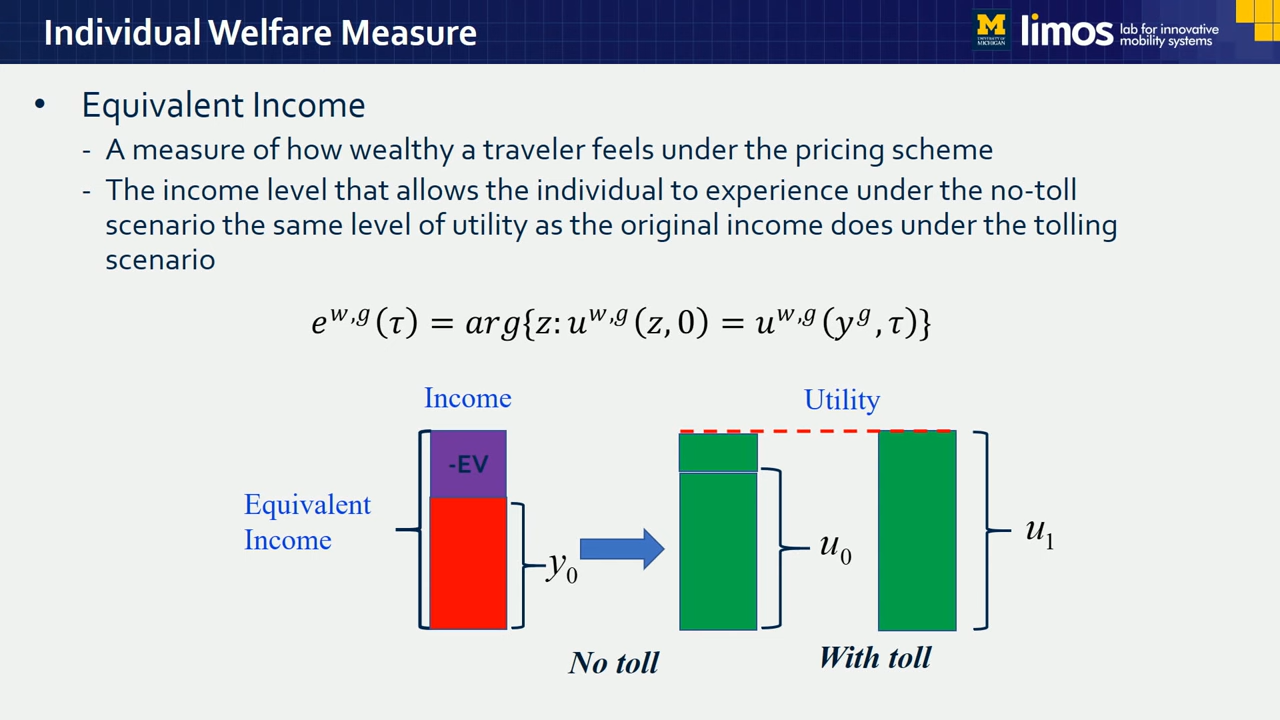 Individual Welfare Measure
UNIVERSITY OF
MICHIGAN
limos
lab for innovative
mobility systems
• Equivalent Income
- A measure of how wealthy a traveler feels under the pricing scheme
- The income level that allows the individual to experience under the no-toll
scenario the same level of utility as the original income does under the tolling
scenario
e^{w,g}(τ) = arg{z: u^{w,g}(z, 0) = u^{w,g}(y^g, τ)}
Income
Utility
-EV
Equivalent
Income
y₀
u₀
u₁
No toll
With toll